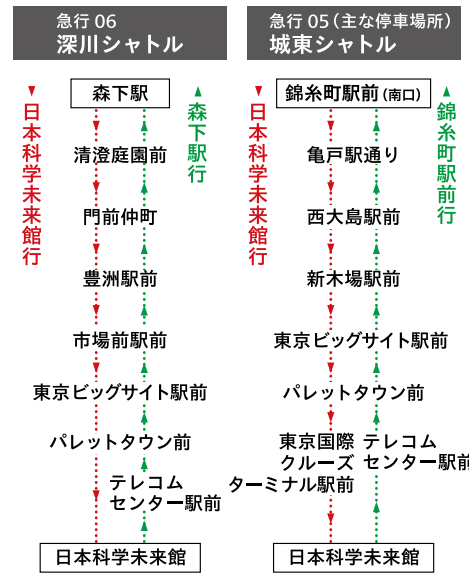 急行 06
深川シャトル
▼日本科学未来館行
▲森下駅行
森下駅
清澄庭園前
門前仲町
豊洲駅前
市場前駅前
東京ビッグサイト駅前
パレットタウン前
テレコム
センター駅前
日本科学未来館
急行 05（主な停車場所）
城東シャトル
▼日本科学未来館行
▲錦糸町駅前行
錦糸町駅前（南口）
亀戸駅通り
西大島駅前
新木場駅前
東京ビッグサイト駅前
パレットタウン前
東京国際
クルーズ
ターミナル駅前
テレコム
センター駅前
日本科学未来館